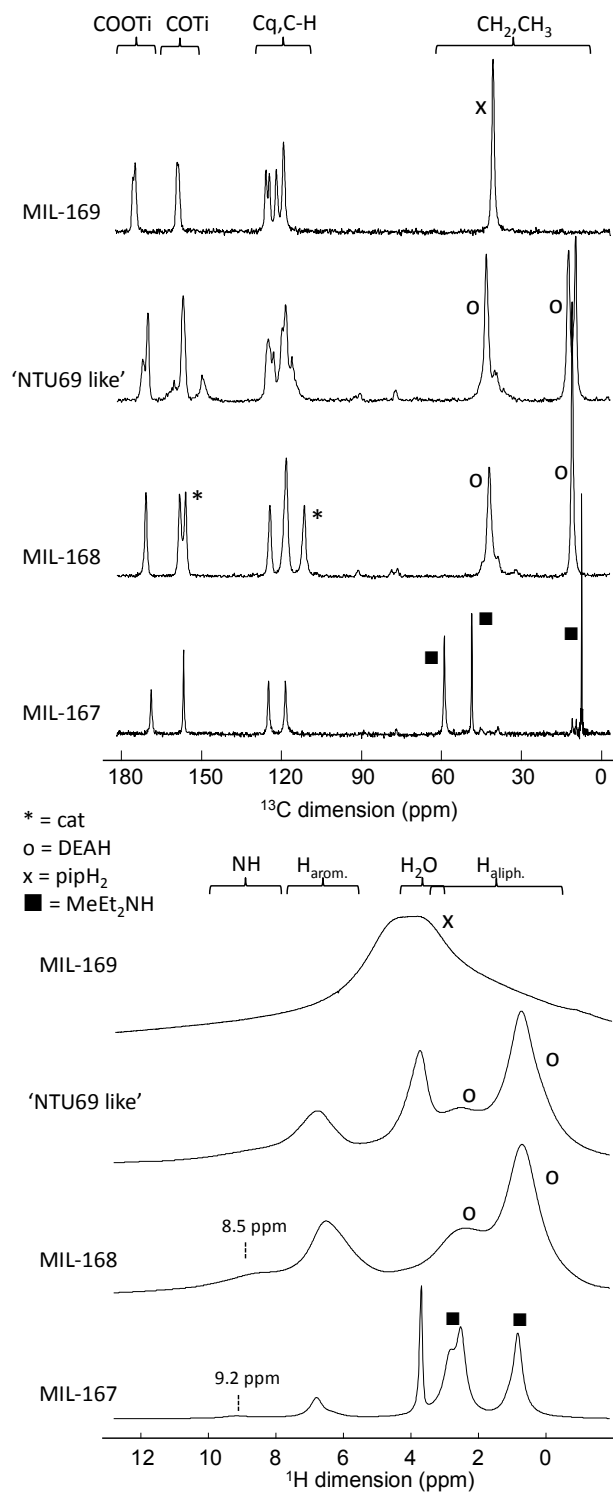 COOTi COTi Cq,C-H CH₂,CH₃
x
MIL-169
o o
'NTU69 like'
o o
* *
MIL-168
■ ■ ■
MIL-167
180 150 120 90 60 30 0
¹³C dimension (ppm)
* = cat
o = DEAH
x = pipH₂
■ = MeEt₂NH
NH H_arom. H₂O H_aliph.
x
MIL-169
o o
'NTU69 like'
8.5 ppm o o
MIL-168
9.2 ppm ■ ■
MIL-167
12 10 8 6 4 2 0
¹H dimension (ppm)